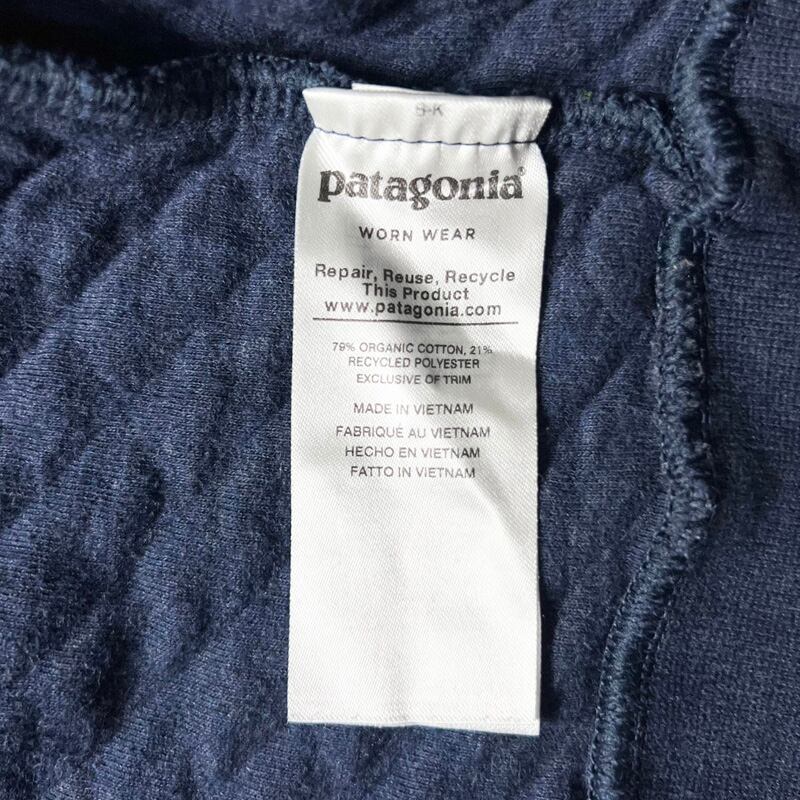 S-K
patagonia®
WORN WEAR
Repair, Reuse, Recycle
This Product
www.patagonia.com
79% ORGANIC COTTON, 21%
RECYCLED POLYESTER
EXCLUSIVE OF TRIM
MADE IN VIETNAM
FABRIQUÉ AU VIETNAM
HECHO EN VIETNAM
FATTO IN VIETNAM